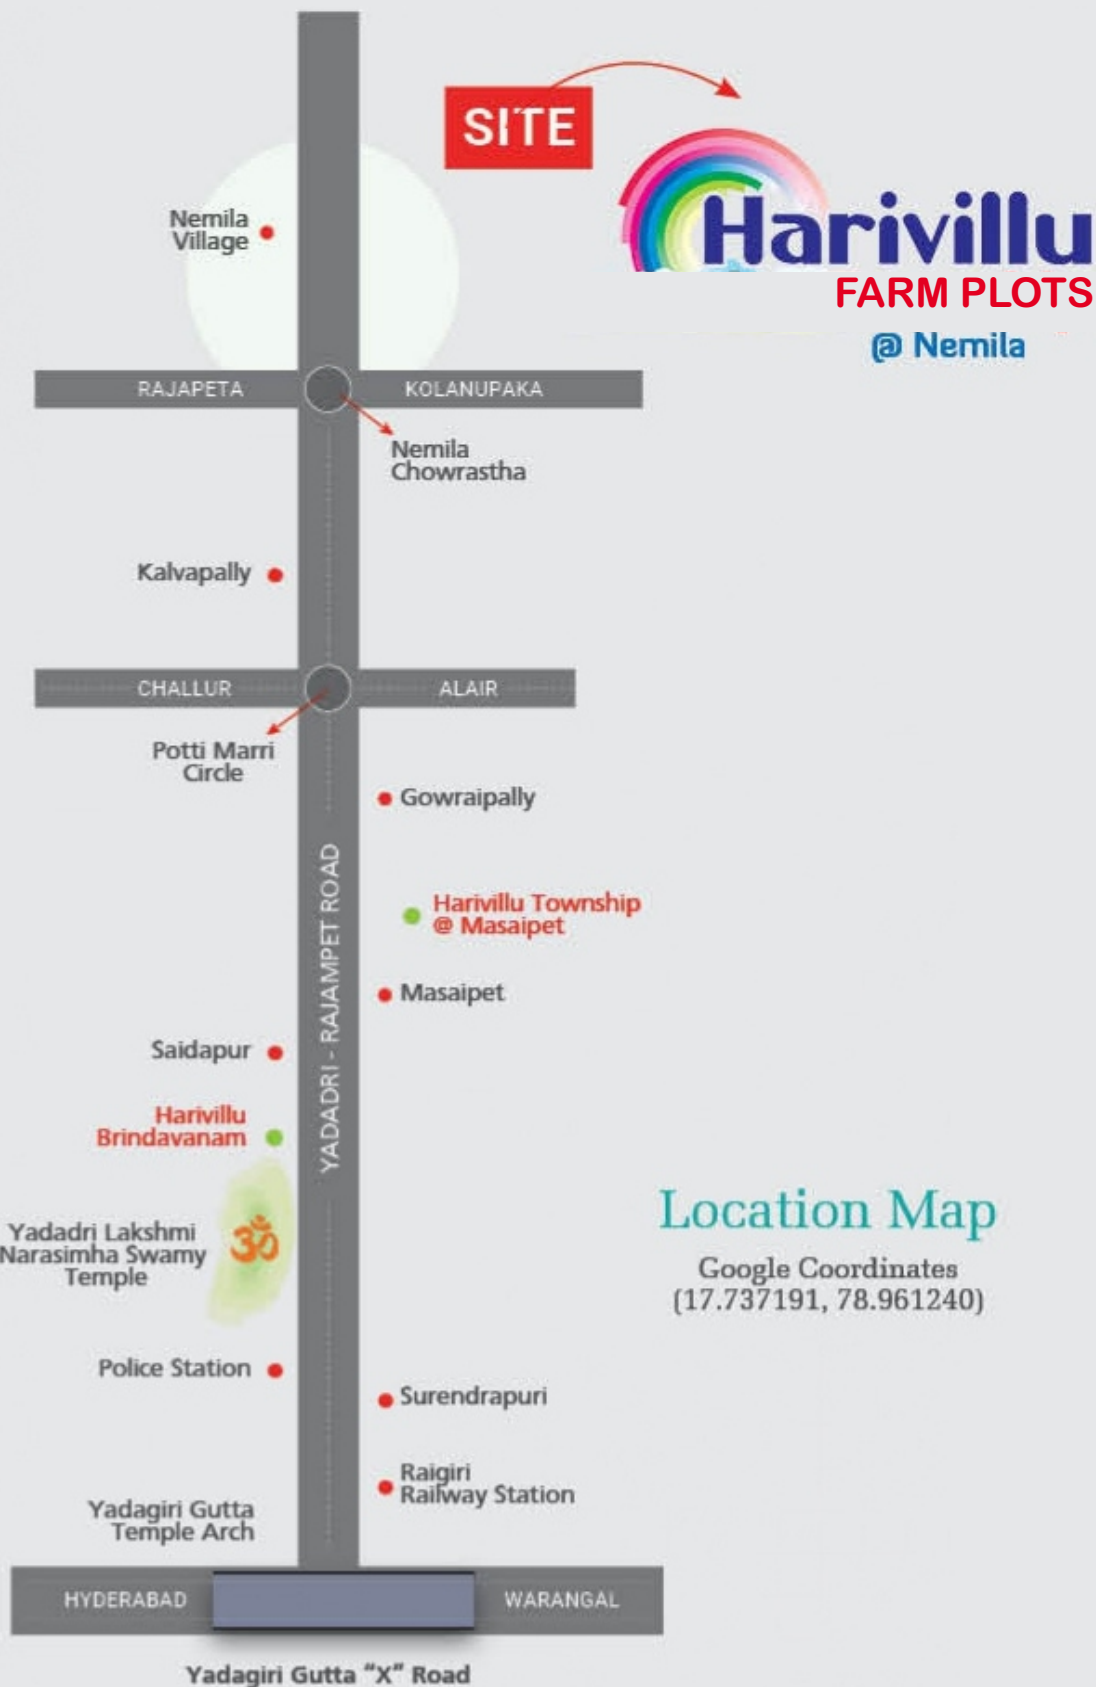 SITE
Harivillu
FARM PLOTS
@ Nemila
Nemila
Village
RAJAPETA
KOLANUPAKA
Nemila
Chowrastha
Kalvapally
CHALLUR
ALAIR
Potti Marri
Circle
Gowraipally
YADADRI - RAJAMPET ROAD
Harivillu Township
@ Masaipet
Masaipet
Saidapur
Harivillu
Brindavanam
ॐ
Yadadri Lakshmi
Narasimha Swamy
Temple
Location Map
Google Coordinates
(17.737191, 78.961240)
Police Station
Surendrapuri
Raigiri
Railway Station
Yadagiri Gutta
Temple Arch
HYDERABAD
WARANGAL
Yadagiri Gutta "X" Road